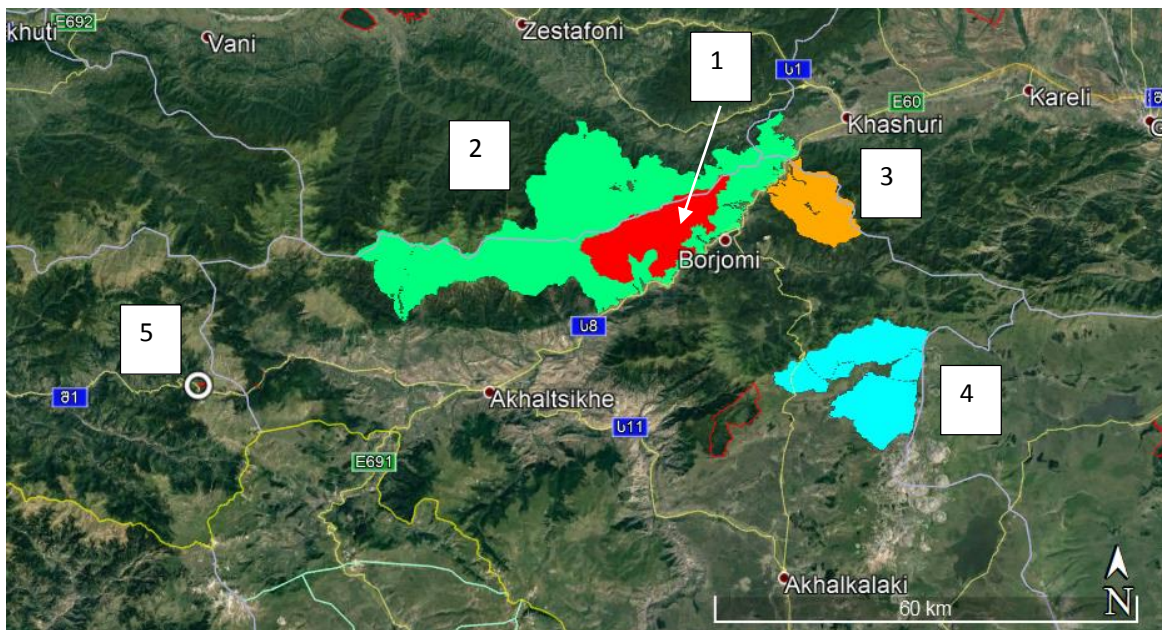 khuti
E692
Vani
Zestafoni
1
ს1
Kareli
E60
Khashuri
2
3
Borjomi
5
ს8
4
შ1
Akhaltsikhe
ს11
E691
Akhalkalaki
60 km
N